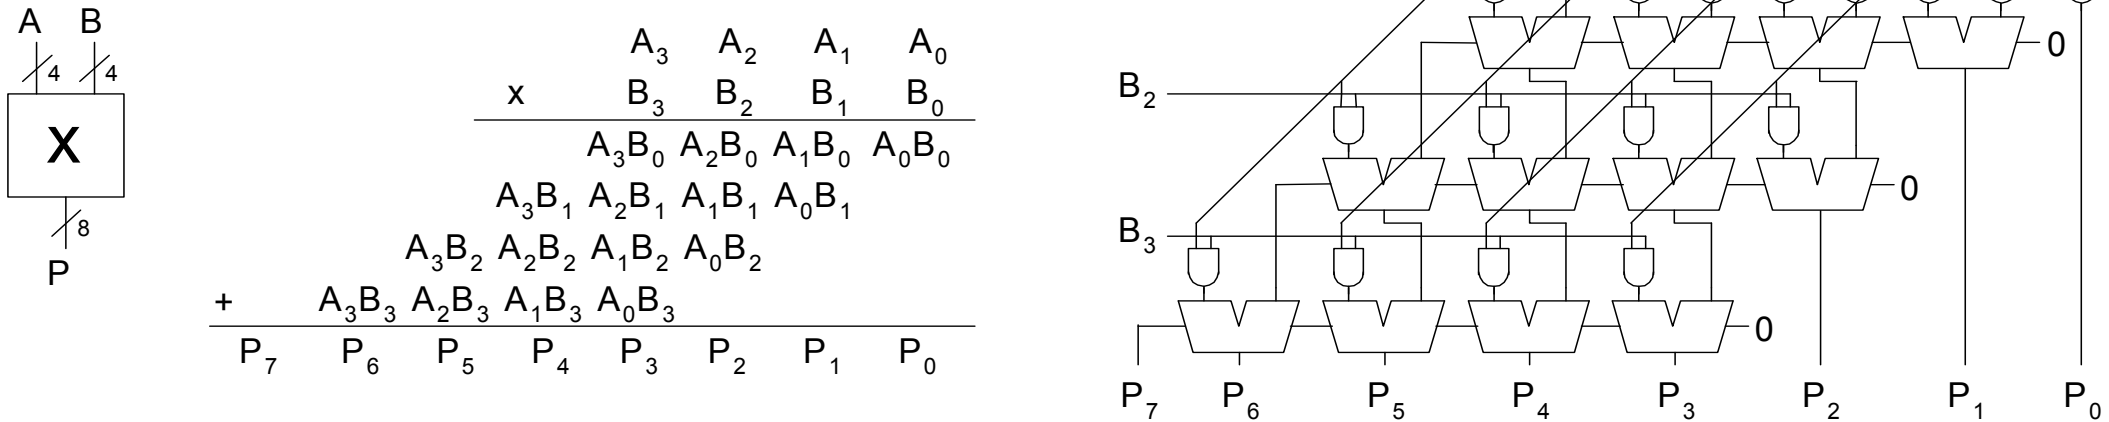 A B
4 4
X
8
P
A₃ A₂ A₁ A₀
x B₃ B₂ B₁ B₀
A₃B₀ A₂B₀ A₁B₀ A₀B₀
A₃B₁ A₂B₁ A₁B₁ A₀B₁
A₃B₂ A₂B₂ A₁B₂ A₀B₂
+ A₃B₃ A₂B₃ A₁B₃ A₀B₃
P₇ P₆ P₅ P₄ P₃ P₂ P₁ P₀
0
B₂
0
B₃
0
P₇ P₆ P₅ P₄ P₃ P₂ P₁ P₀